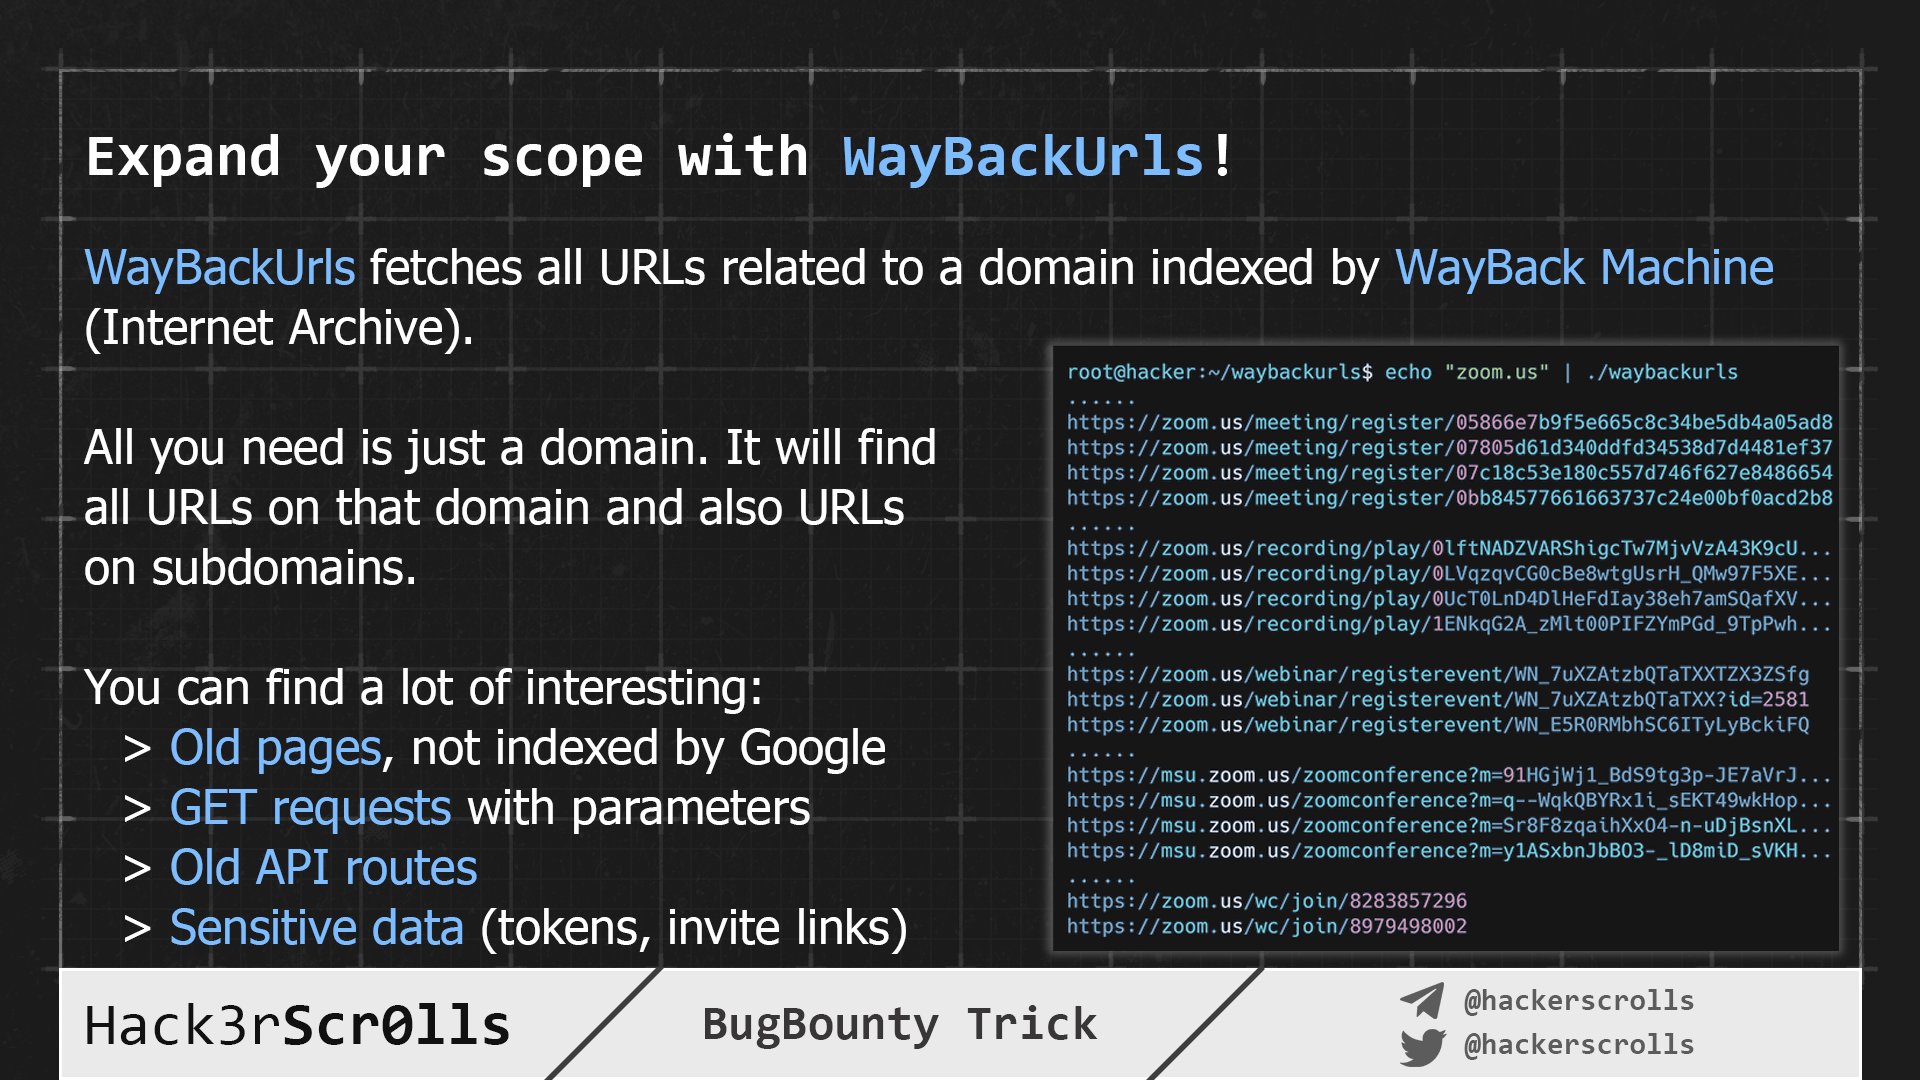 Expand your scope with WayBackUrls!
WayBackUrls fetches all URLs related to a domain indexed by WayBack Machine
(Internet Archive).
All you need is just a domain. It will find
all URLs on that domain and also URLs
on subdomains.
You can find a lot of interesting:
> Old pages, not indexed by Google
> GET requests with parameters
> Old API routes
> Sensitive data (tokens, invite links)
root@hacker:~/waybackurls$ echo "zoom.us" | ./waybackurls
......
https://zoom.us/meeting/register/05866e7b9f5e665c8c34be5db4a05ad8
https://zoom.us/meeting/register/07805d61d340ddfd34538d7d4481ef37
https://zoom.us/meeting/register/07c18c53e180c557d746f627e8486654
https://zoom.us/meeting/register/0bb84577661663737c24e00bf0acd2b8
......
https://zoom.us/recording/play/0lftNADZVARShigcTw7MjvVzA43K9cU...
https://zoom.us/recording/play/0LVqzqvCG0cBe8wtgUsrH_QMw97F5XE...
https://zoom.us/recording/play/0UcT0LnD4DlHeFdIay38eh7amSQafXV...
https://zoom.us/recording/play/1ENkqG2A_zMlt00PIFZYmPGd_9TpPwh...
......
https://zoom.us/webinar/registerevent/WN_7uXZAtzbQTaTXXTZX3ZSfg
https://zoom.us/webinar/registerevent/WN_7uXZAtzbQTaTXX?id=2581
https://zoom.us/webinar/registerevent/WN_E5R0RMbhSC6ITyLyBckiFQ
......
https://msu.zoom.us/zoomconference?m=91HGjWj1_BdS9tg3p-JE7aVrJ...
https://msu.zoom.us/zoomconference?m=q--WqkQBYRx1i_sEKT49wkHop...
https://msu.zoom.us/zoomconference?m=Sr8F8zqaihXxO4-n-uDjBsnXL...
https://msu.zoom.us/zoomconference?m=y1ASxbnJbBO3-_lD8miD_sVKH...
......
https://zoom.us/wc/join/8283857296
https://zoom.us/wc/join/8979498002
Hack3rScr0lls
BugBounty Trick
@hackerscrolls
@hackerscrolls